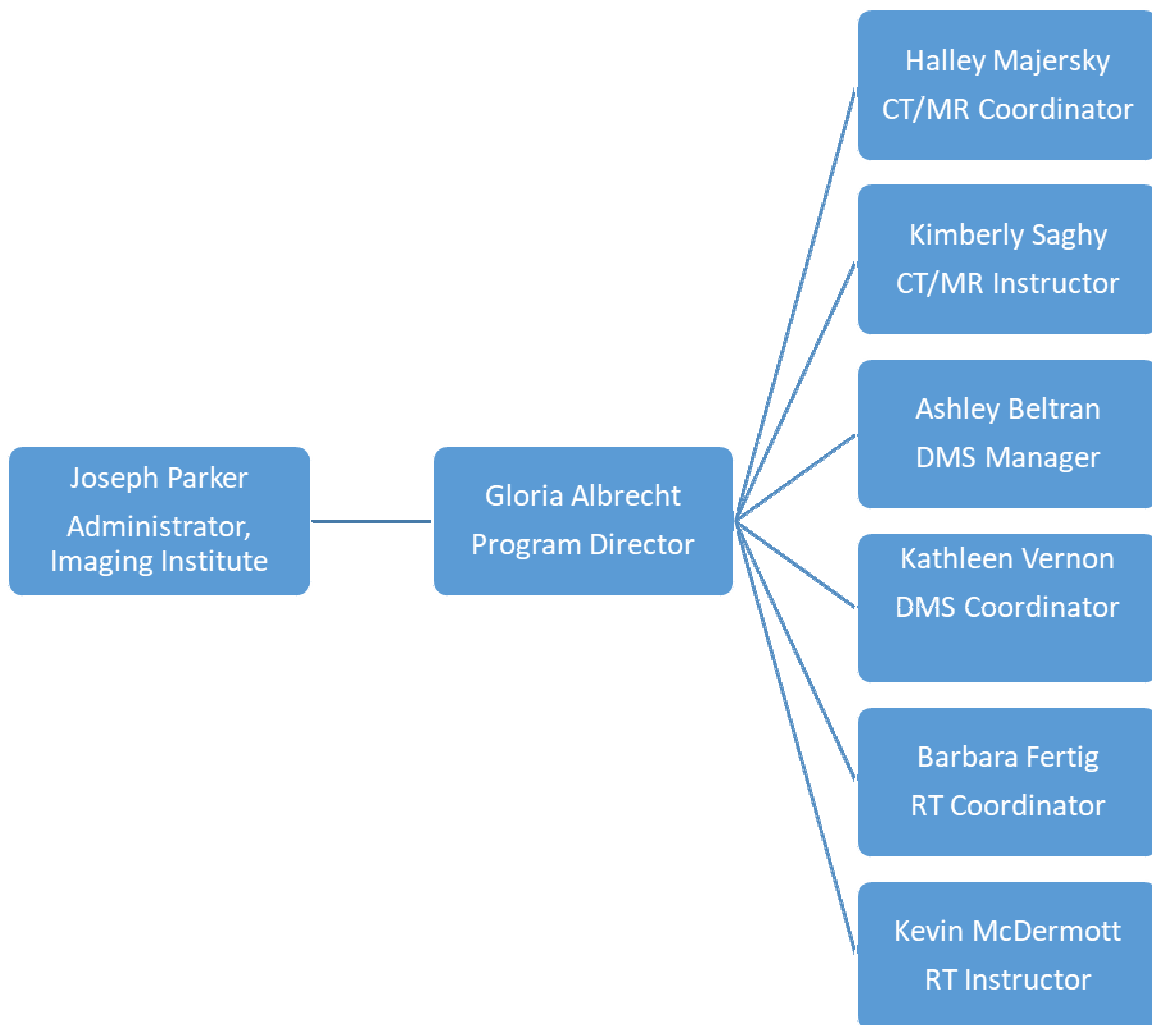 Joseph Parker
Administrator,
Imaging Institute
Gloria Albrecht
Program Director
Halley Majersky
CT/MR Coordinator
Kimberly Saghy
CT/MR Instructor
Ashley Beltran
DMS Manager
Kathleen Vernon
DMS Coordinator
Barbara Fertig
RT Coordinator
Kevin McDermott
RT Instructor